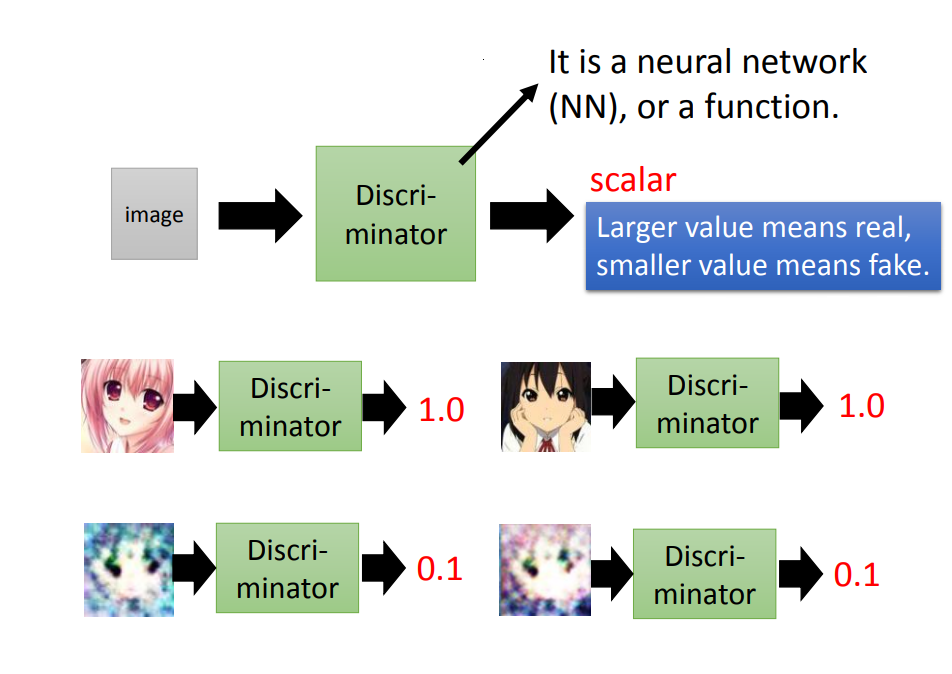 It is a neural network
(NN), or a function.
image
Discri-
minator
scalar
Larger value means real,
smaller value means fake.
Discri-
minator
1.0
Discri-
minator
1.0
Discri-
minator
0.1
Discri-
minator
0.1